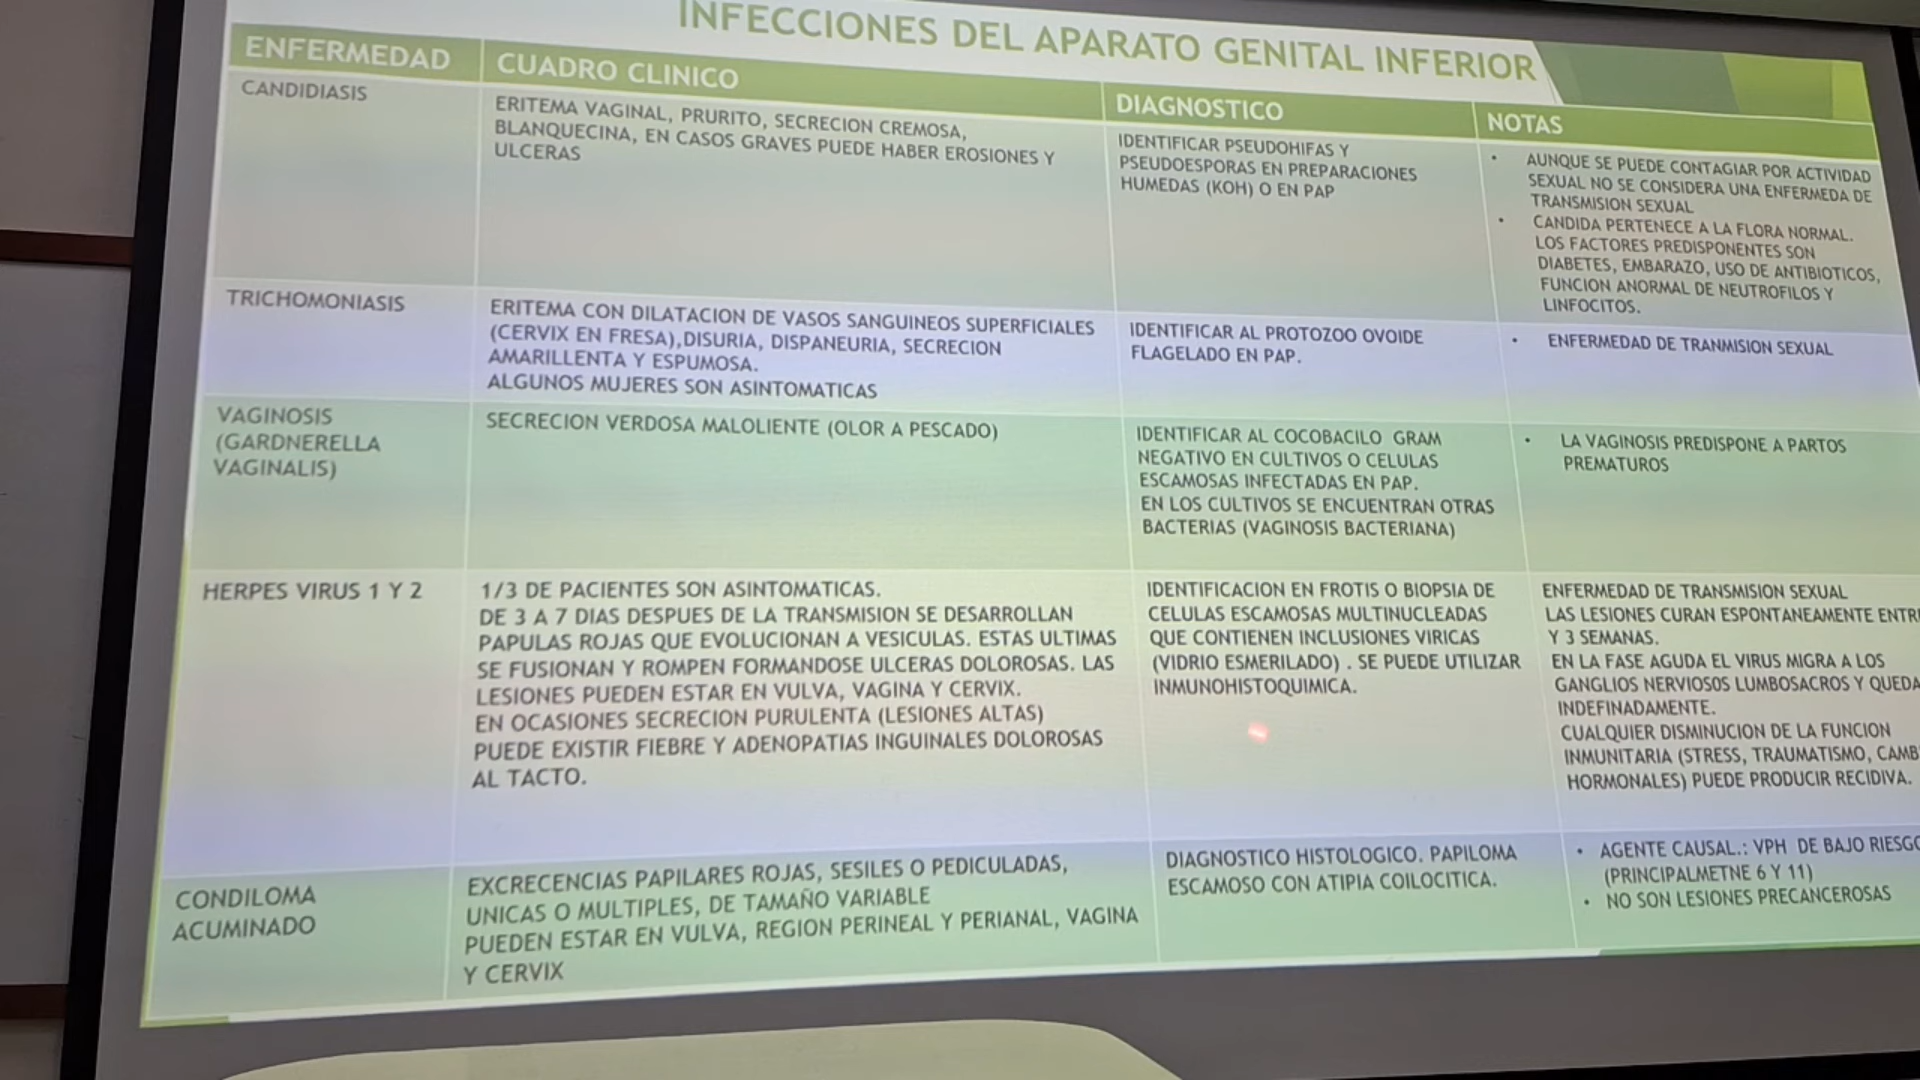 INFECCIONES DEL APARATO GENITAL INFERIOR
ENFERMEDAD
CUADRO CLINICO
DIAGNOSTICO
NOTAS
CANDIDIASIS
ERITEMA VAGINAL, PRURITO, SECRECION CREMOSA,
BLANQUECINA, EN CASOS GRAVES PUEDE HABER EROSIONES Y
ULCERAS
IDENTIFICAR PSEUDOHIFAS Y
PSEUDOESPORAS EN PREPARACIONES
HUMEDAS (KOH) O EN PAP
• AUNQUE SE PUEDE CONTAGIAR POR ACTIVIDAD
SEXUAL NO SE CONSIDERA UNA ENFERMEDA DE
TRANSMISION SEXUAL
• CANDIDA PERTENECE A LA FLORA NORMAL.
LOS FACTORES PREDISPONENTES SON
DIABETES, EMBARAZO, USO DE ANTIBIOTICOS,
FUNCION ANORMAL DE NEUTROFILOS Y
LINFOCITOS.
TRICHOMONIASIS
ERITEMA CON DILATACION DE VASOS SANGUINEOS SUPERFICIALES
(CERVIX EN FRESA),DISURIA, DISPANEURIA, SECRECION
AMARILLENTA Y ESPUMOSA.
ALGUNOS MUJERES SON ASINTOMATICAS
IDENTIFICAR AL PROTOZOO OVOIDE
FLAGELADO EN PAP.
• ENFERMEDAD DE TRANMISION SEXUAL
VAGINOSIS
(GARDNERELLA
VAGINALIS)
SECRECION VERDOSA MALOLIENTE (OLOR A PESCADO)
IDENTIFICAR AL COCOBACILO GRAM
NEGATIVO EN CULTIVOS O CELULAS
ESCAMOSAS INFECTADAS EN PAP.
EN LOS CULTIVOS SE ENCUENTRAN OTRAS
BACTERIAS (VAGINOSIS BACTERIANA)
• LA VAGINOSIS PREDISPONE A PARTOS
PREMATUROS
HERPES VIRUS 1 Y 2
1/3 DE PACIENTES SON ASINTOMATICAS.
DE 3 A 7 DIAS DESPUES DE LA TRANSMISION SE DESARROLLAN
PAPULAS ROJAS QUE EVOLUCIONAN A VESICULAS. ESTAS ULTIMAS
SE FUSIONAN Y ROMPEN FORMANDOSE ULCERAS DOLOROSAS. LAS
LESIONES PUEDEN ESTAR EN VULVA, VAGINA Y CERVIX.
EN OCASIONES SECRECION PURULENTA (LESIONES ALTAS)
PUEDE EXISTIR FIEBRE Y ADENOPATIAS INGUINALES DOLOROSAS
AL TACTO.
IDENTIFICACION EN FROTIS O BIOPSIA DE
CELULAS ESCAMOSAS MULTINUCLEADAS
QUE CONTIENEN INCLUSIONES VIRICAS
(VIDRIO ESMERILADO) . SE PUEDE UTILIZAR
INMUNOHISTOQUIMICA.
ENFERMEDAD DE TRANSMISION SEXUAL
LAS LESIONES CURAN ESPONTANEAMENTE ENTR
Y 3 SEMANAS.
EN LA FASE AGUDA EL VIRUS MIGRA A LOS
GANGLIOS NERVIOSOS LUMBOSACROS Y QUEDA
INDEFINADAMENTE.
CUALQUIER DISMINUCION DE LA FUNCION
INMUNITARIA (STRESS, TRAUMATISMO, CAMB
HORMONALES) PUEDE PRODUCIR RECIDIVA.
CONDILOMA
ACUMINADO
EXCRECENCIAS PAPILARES ROJAS, SESILES O PEDICULADAS,
UNICAS O MULTIPLES, DE TAMAÑO VARIABLE
PUEDEN ESTAR EN VULVA, REGION PERINEAL Y PERIANAL, VAGINA
Y CERVIX
DIAGNOSTICO HISTOLOGICO. PAPILOMA
ESCAMOSO CON ATIPIA COILOCITICA.
• AGENTE CAUSAL.: VPH DE BAJO RIESGO
(PRINCIPALMETNE 6 Y 11)
• NO SON LESIONES PRECANCEROSAS